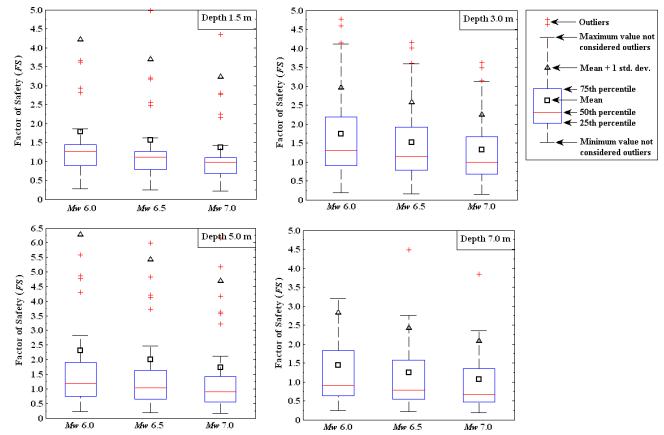 Depth 1.5 m
Factor of Safety (FS)
5.0
4.5
4.0
3.5
3.0
2.5
2.0
1.5
1.0
0.5
0
Mw 6.0
Mw 6.5
Mw 7.0
Depth 3.0 m
Factor of Safety (FS)
5.0
4.5
4.0
3.5
3.0
2.5
2.0
1.5
1.0
0.5
0
Mw 6.0
Mw 6.5
Mw 7.0
Outliers
Maximum value not
considered outliers
Mean + 1 std. dev.
75th percentile
Mean
50th percentile
25th percentile
Minimum value not
considered outliers
Depth 5.0 m
Factor of Safety (FS)
6.5
6.0
5.5
5.0
4.5
4.0
3.5
3.0
2.5
2.0
1.5
1.0
0.5
0
Mw 6.0
Mw 6.5
Mw 7.0
Depth 7.0 m
Factor of Safety (FS)
5.0
4.5
4.0
3.5
3.0
2.5
2.0
1.5
1.0
0.5
0
Mw 6.0
Mw 6.5
Mw 7.0